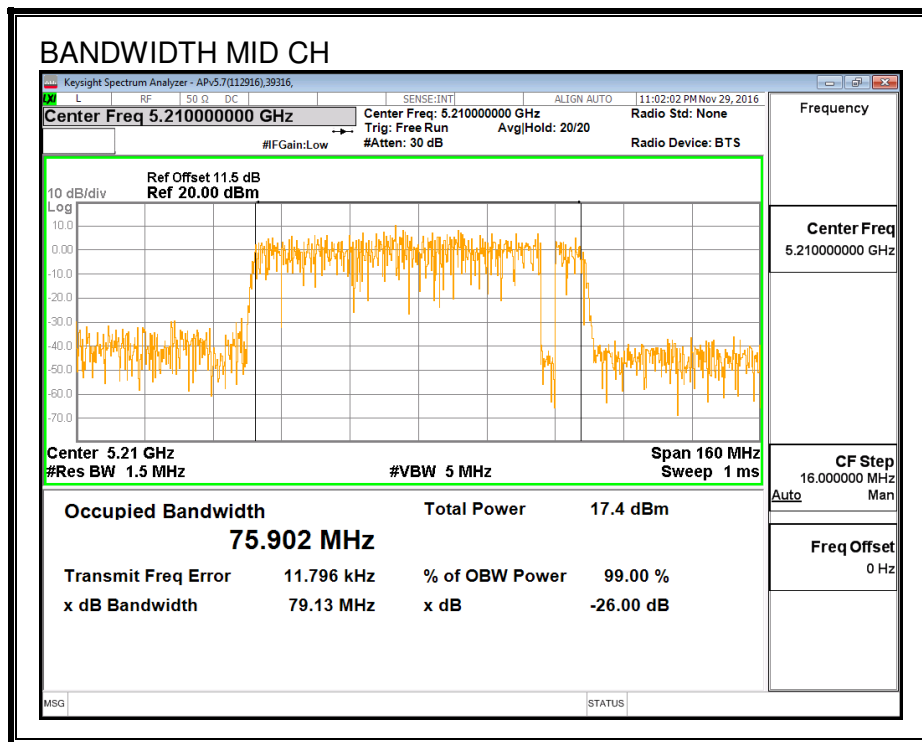 BANDWIDTH MID CH
Keysight Spectrum Analyzer - APv5.7(112916),39316,
LXI L RF 50 Ω DC SENSE:INT ALIGN AUTO 11:02:02 PM Nov 29, 2016
Center Freq 5.210000000 GHz
Center Freq: 5.210000000 GHz
Radio Std: None
Trig: Free Run Avg|Hold: 20/20
#IFGain:Low
#Atten: 30 dB
Radio Device: BTS
Ref Offset 11.5 dB
10 dB/div Ref 20.00 dBm
Log
10.0
0.00
-10.0
-20.0
-30.0
-40.0
-50.0
-60.0
-70.0
Center 5.21 GHz Span 160 MHz
#Res BW 1.5 MHz #VBW 5 MHz Sweep 1 ms
Occupied Bandwidth Total Power 17.4 dBm
75.902 MHz
Transmit Freq Error 11.796 kHz % of OBW Power 99.00 %
x dB Bandwidth 79.13 MHz x dB -26.00 dB
MSG STATUS
Frequency
Center Freq
5.210000000 GHz
CF Step
16.000000 MHz
Auto Man
Freq Offset
0 Hz